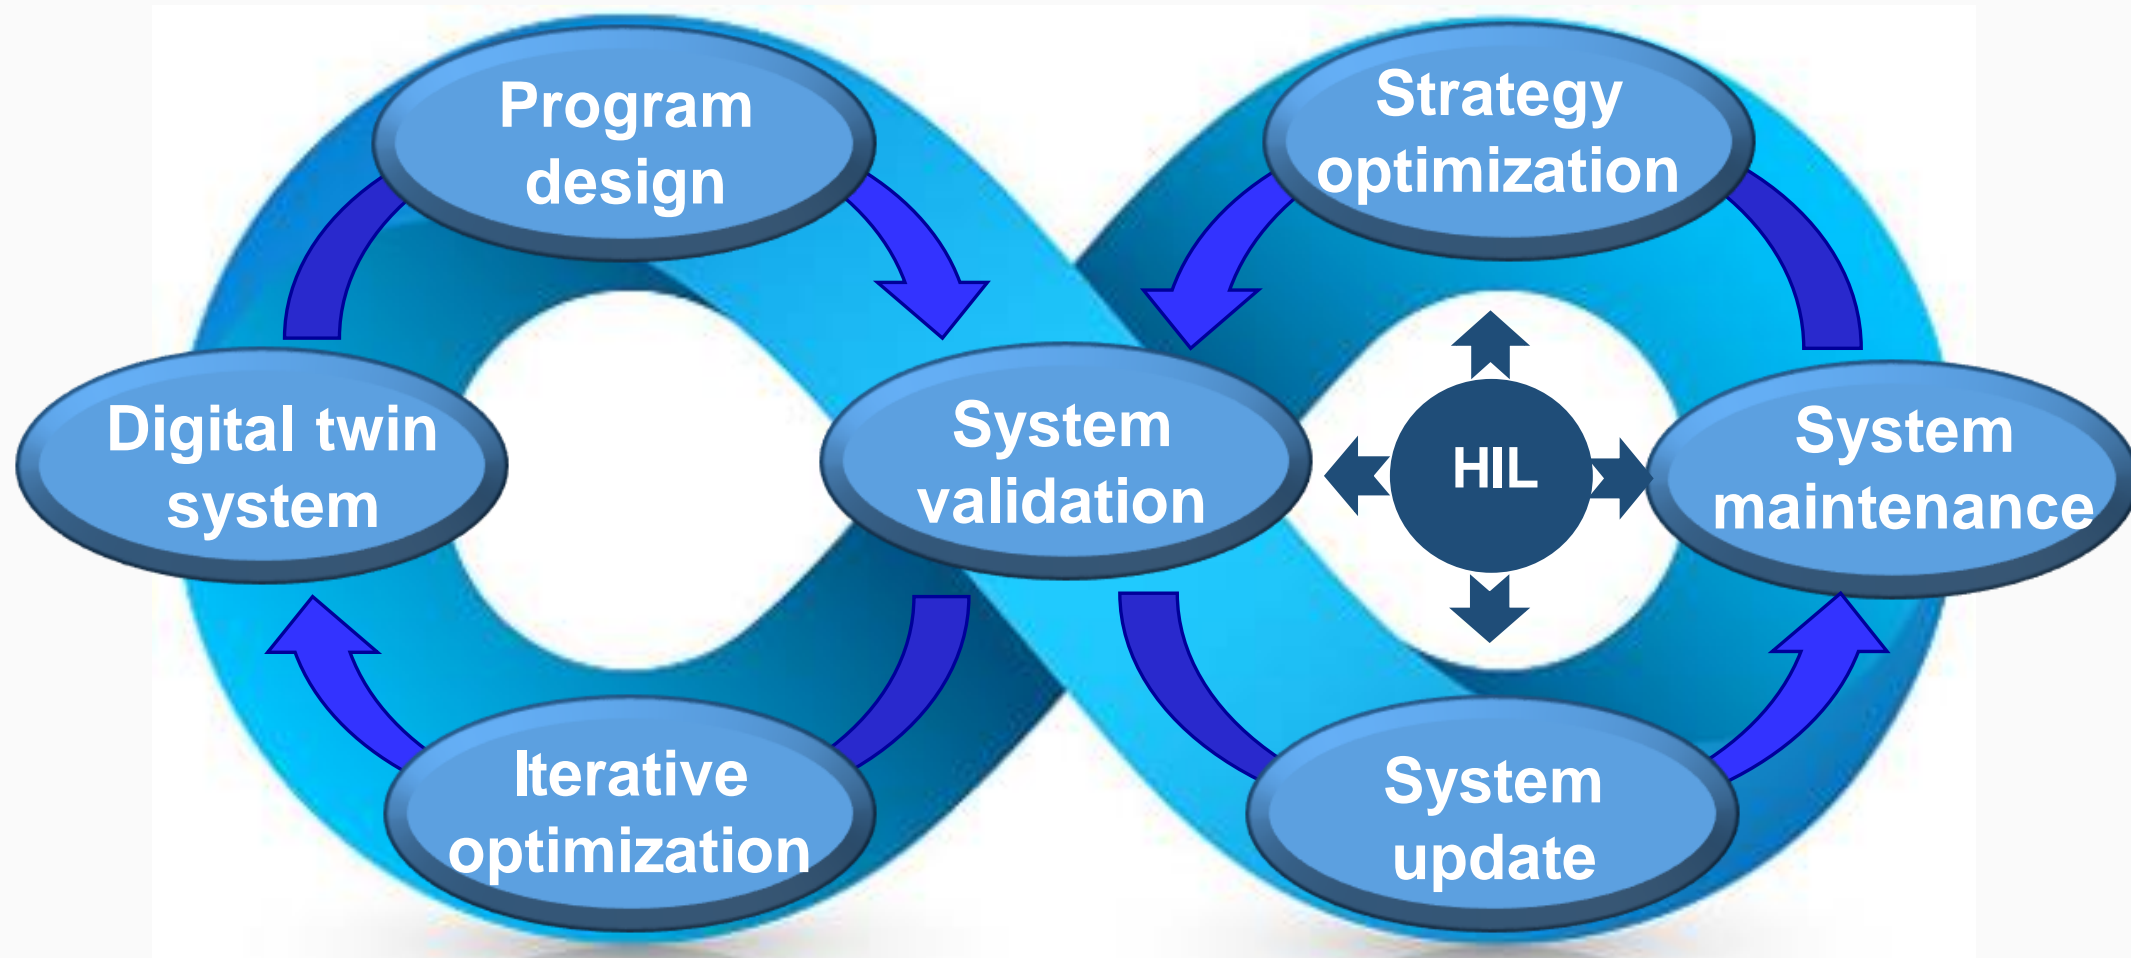 Program
design
Strategy
optimization
Digital twin
system
System
validation
HIL
System
maintenance
Iterative
optimization
System
update